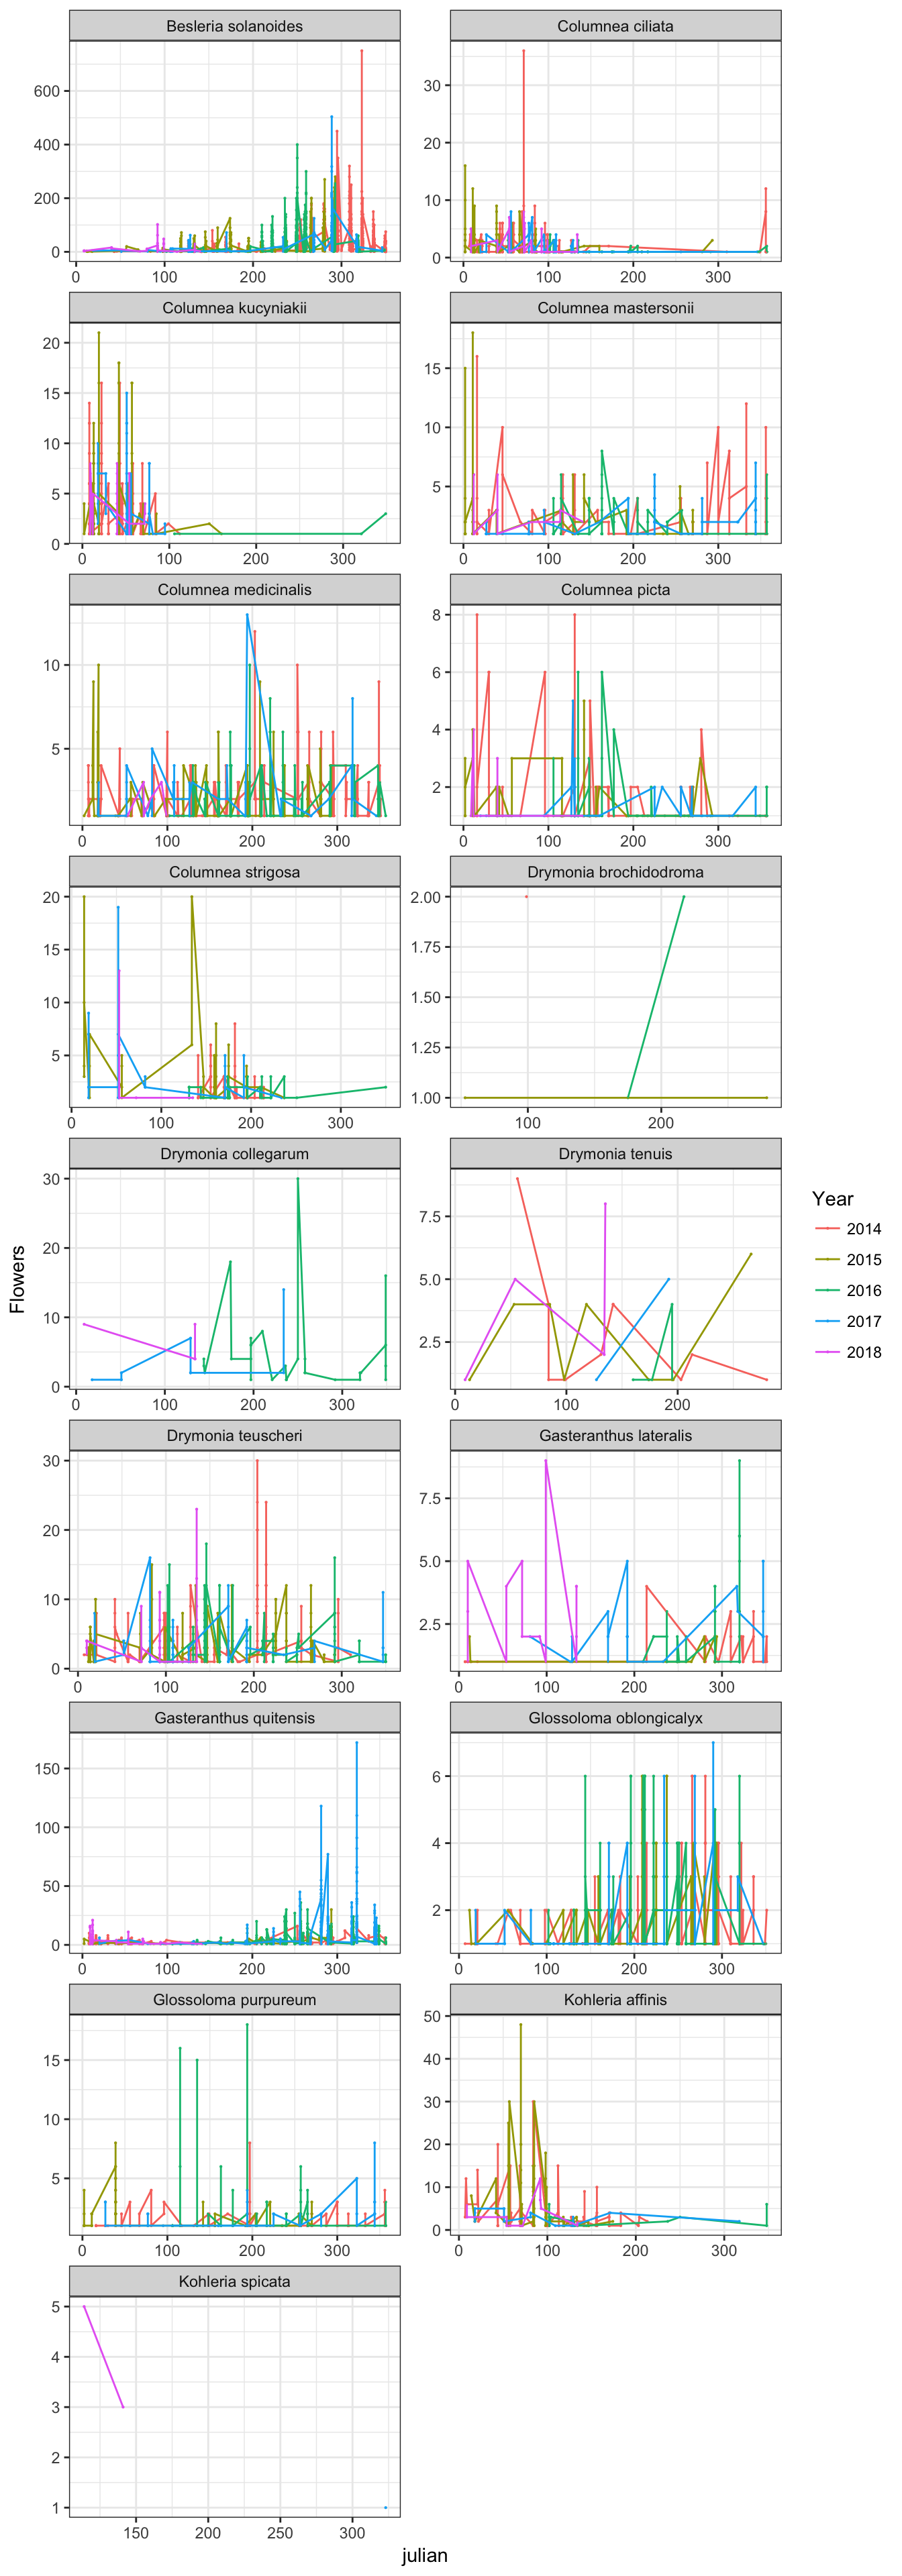 Besleria solanoides Columnea ciliata
600
400
200
0
0 100 200 300
30
20
10
0
0 100 200 300
Columnea kucyniakii Columnea mastersonii
20
15
10
5
0
0 100 200 300
15
10
5
0 100 200 300
Columnea medicinalis Columnea picta
10
5
0 100 200 300
8
6
4
2
0 100 200 300
Columnea strigosa Drymonia brochidodroma
20
15
10
5
0 100 200 300
2.00
1.75
1.50
1.25
1.00
100 200
Drymonia collegarum Drymonia tenuis
30
20
10
0
0 100 200 300
7.5
5.0
2.5
0 100 200
Drymonia teuscheri Gasteranthus lateralis
30
20
10
0
0 100 200 300
7.5
5.0
2.5
0 100 200 300
Gasteranthus quitensis Glossoloma oblongicalyx
150
100
50
0
0 100 200 300
6
4
2
0 100 200 300
Glossoloma purpureum Kohleria affinis
15
10
5
0 100 200 300
50
40
30
20
10
0
0 100 200 300
Kohleria spicata
5
4
3
2
1
150 200 250 300
Flowers
julian
Year
2014
2015
2016
2017
2018